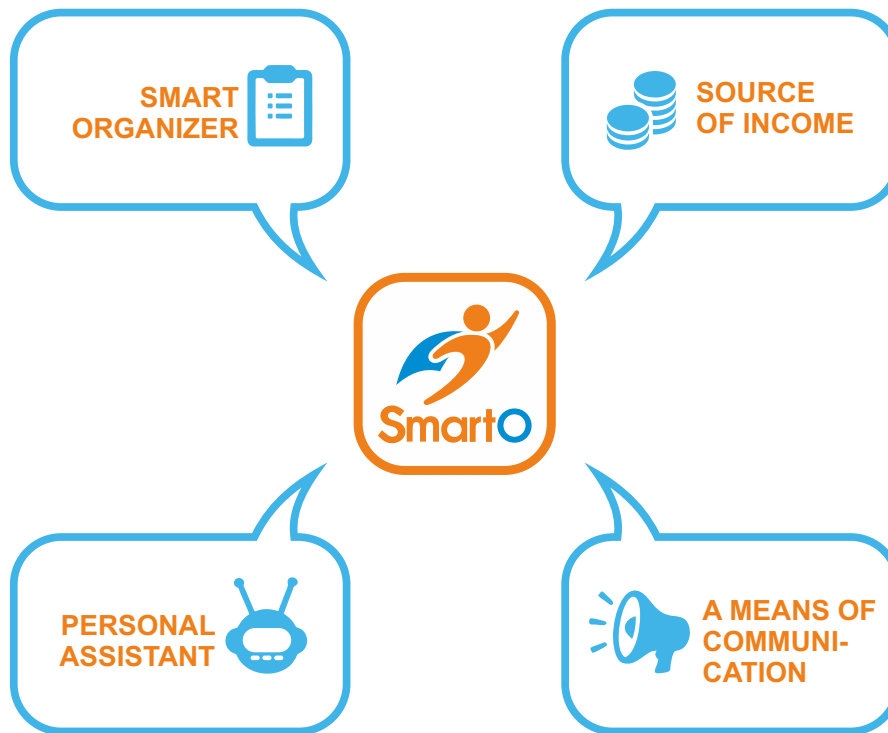 SMART
ORGANIZER
SOURCE
OF INCOME
SmartO
PERSONAL
ASSISTANT
A MEANS OF
COMMUNI-
CATION